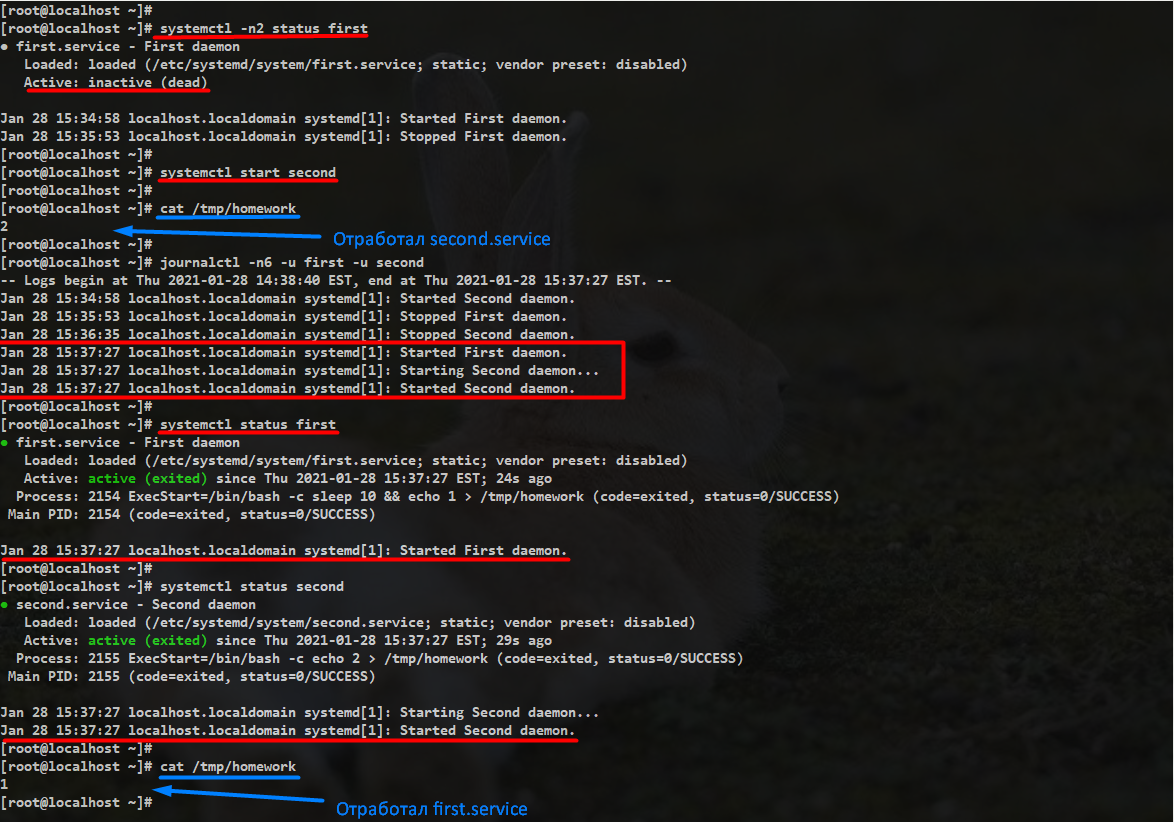 [root@localhost ~]#
[root@localhost ~]# systemctl -n2 status first
● first.service - First daemon
Loaded: loaded (/etc/systemd/system/first.service; static; vendor preset: disabled)
Active: inactive (dead)
Jan 28 15:34:58 localhost.localdomain systemd[1]: Started First daemon.
Jan 28 15:35:53 localhost.localdomain systemd[1]: Stopped First daemon.
[root@localhost ~]#
[root@localhost ~]# systemctl start second
[root@localhost ~]#
[root@localhost ~]# cat /tmp/homework
2
Отработал second.service
[root@localhost ~]#
[root@localhost ~]# journalctl -n6 -u first -u second
-- Logs begin at Thu 2021-01-28 14:38:40 EST, end at Thu 2021-01-28 15:37:27 EST. --
Jan 28 15:34:58 localhost.localdomain systemd[1]: Started Second daemon.
Jan 28 15:35:53 localhost.localdomain systemd[1]: Stopped First daemon.
Jan 28 15:36:35 localhost.localdomain systemd[1]: Stopped Second daemon.
Jan 28 15:37:27 localhost.localdomain systemd[1]: Started First daemon.
Jan 28 15:37:27 localhost.localdomain systemd[1]: Starting Second daemon...
Jan 28 15:37:27 localhost.localdomain systemd[1]: Started Second daemon.
[root@localhost ~]#
[root@localhost ~]# systemctl status first
● first.service - First daemon
Loaded: loaded (/etc/systemd/system/first.service; static; vendor preset: disabled)
Active: active (exited) since Thu 2021-01-28 15:37:27 EST; 24s ago
Process: 2154 ExecStart=/bin/bash -c sleep 10 && echo 1 > /tmp/homework (code=exited, status=0/SUCCESS)
Main PID: 2154 (code=exited, status=0/SUCCESS)
Jan 28 15:37:27 localhost.localdomain systemd[1]: Started First daemon.
[root@localhost ~]#
[root@localhost ~]# systemctl status second
● second.service - Second daemon
Loaded: loaded (/etc/systemd/system/second.service; static; vendor preset: disabled)
Active: active (exited) since Thu 2021-01-28 15:37:27 EST; 29s ago
Process: 2155 ExecStart=/bin/bash -c echo 2 > /tmp/homework (code=exited, status=0/SUCCESS)
Main PID: 2155 (code=exited, status=0/SUCCESS)
Jan 28 15:37:27 localhost.localdomain systemd[1]: Starting Second daemon...
Jan 28 15:37:27 localhost.localdomain systemd[1]: Started Second daemon.
[root@localhost ~]#
[root@localhost ~]# cat /tmp/homework
1
[root@localhost ~]#
Отработал first.service